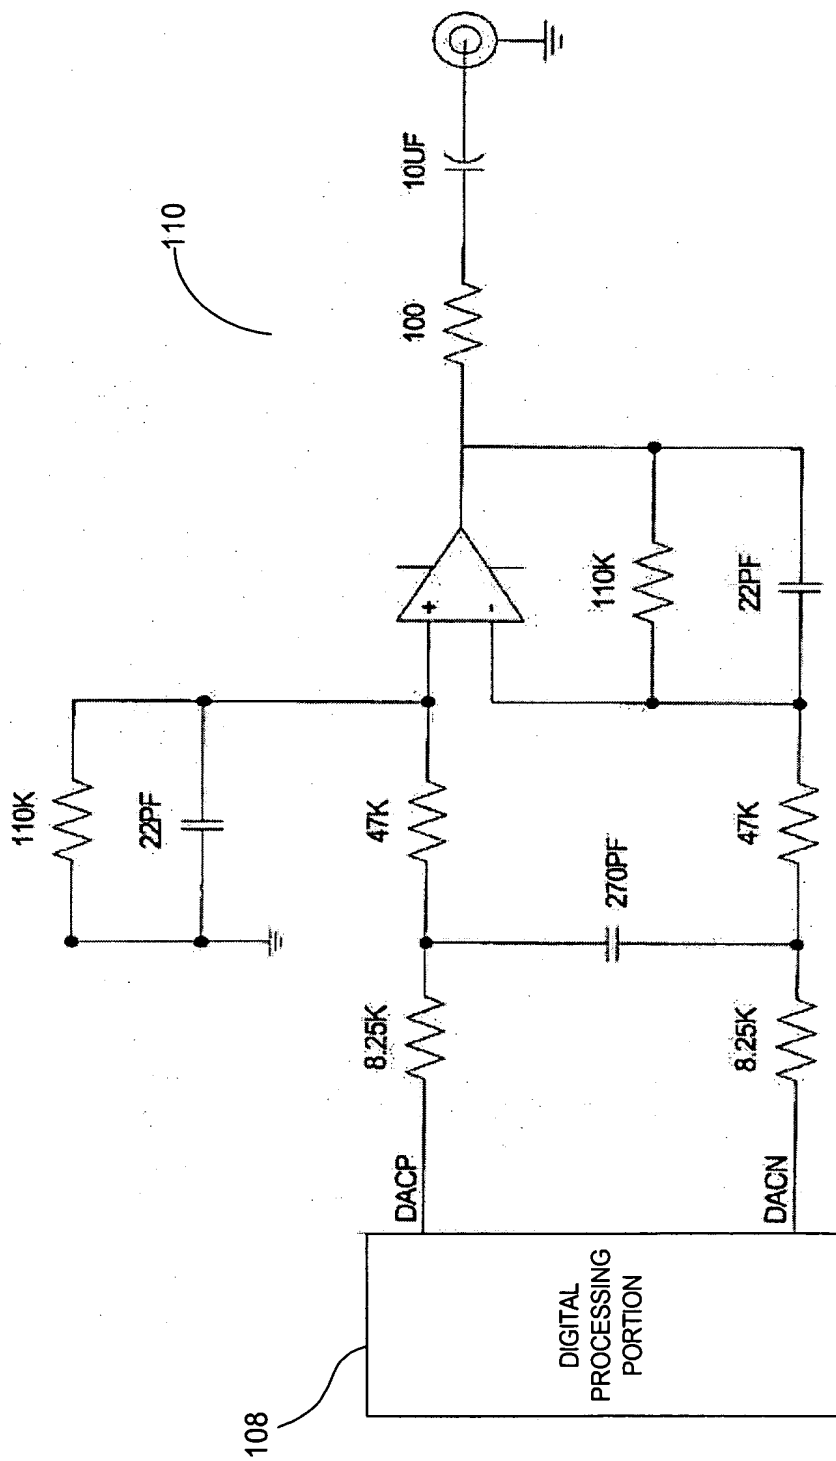 110
110K
22PF
8.25K
47K
100
10UF
DACP
+
-
270PF
110K
22PF
DACN
8.25K
47K
108
DIGITAL
PROCESSING
PORTION